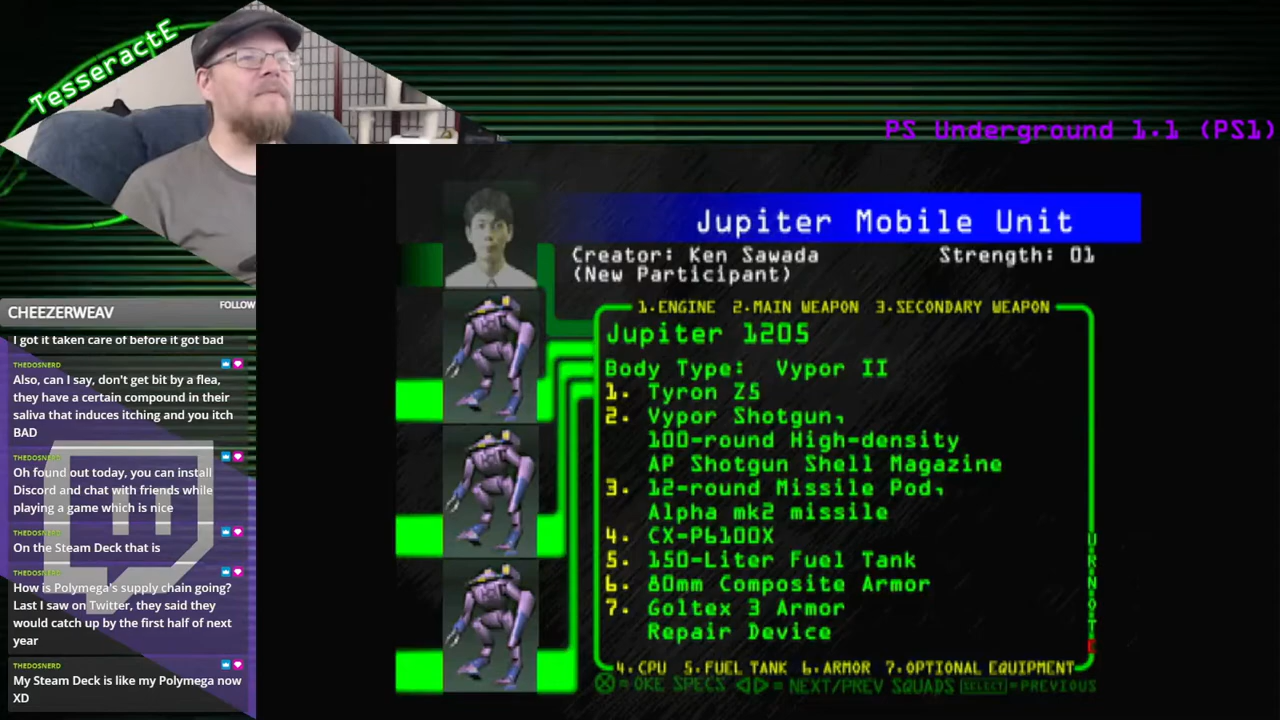 TesseractE
PS Underground 1.1 (PS1)
Jupiter Mobile Unit
Creator: Ken Sawada
Strength: 01
(New Participant)
1.ENGINE 2.MAIN WEAPON 3.SECONDARY WEAPON
Jupiter 1205
Body Type: Vypor II
1. Tyron Z5
2. Vypor Shotgun,
100-round High-density
AP Shotgun Shell Magazine
3. 12-round Missile Pod,
Alpha mk2 missile
4. CX-P6100X
5. 150-Liter Fuel Tank
6. 80mm Composite Armor
7. Goltex 3 Armor
Repair Device
4.CPU 5.FUEL TANK 6.ARMOR 7.OPTIONAL EQUIPMENT
= OKE SPECS = NEXT/PREV SQUADS SELECT = PREVIOUS
CHEEZERWEAV
FOLLOW
I got it taken care of before it got bad
THEDOSNERD
Also, can I say, don't get bit by a flea,
they have a certain compound in their
saliva that induces itching and you itch
BAD
THEDOSNERD
Oh found out today, you can install
Discord and chat with friends while
playing a game which is nice
THEDOSNERD
On the Steam Deck that is
THEDOSNERD
How is Polymega's supply chain going?
Last I saw on Twitter, they said they
would catch up by the first half of next
year
THEDOSNERD
My Steam Deck is like my Polymega now
XD